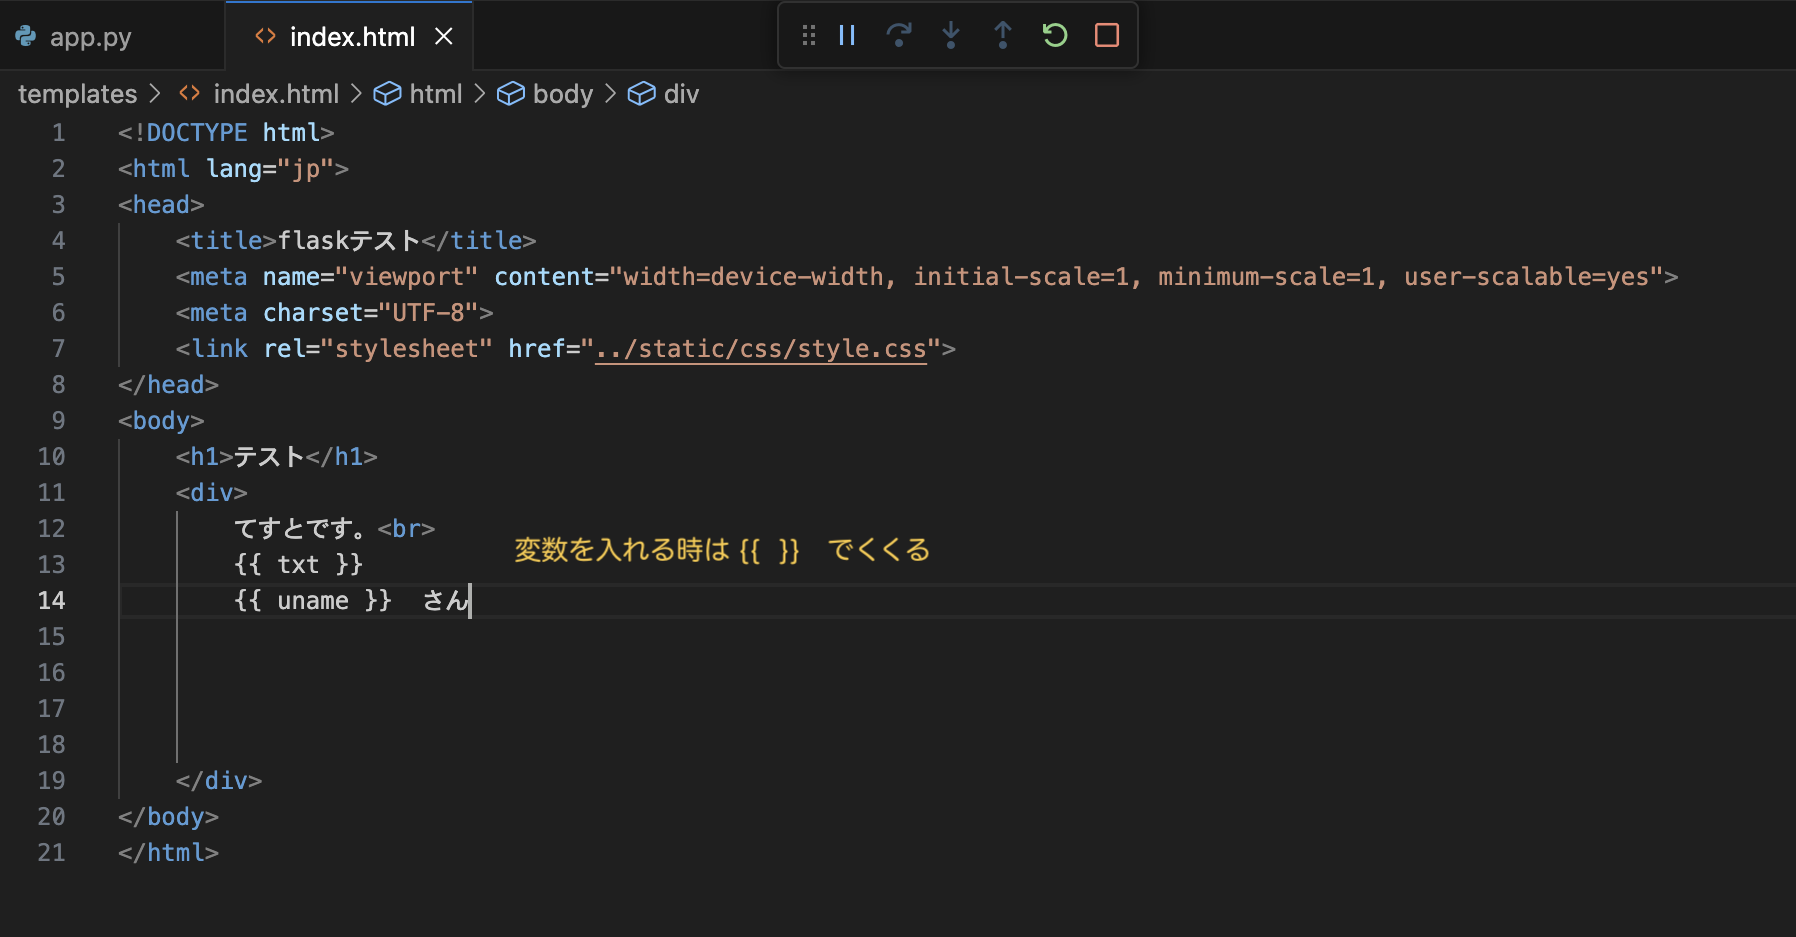 app.py
index.html
templates > index.html > html > body > div
1 <!DOCTYPE html>
2 <html lang="jp">
3 <head>
4 <title>flaskテスト</title>
5 <meta name="viewport" content="width=device-width, initial-scale=1, minimum-scale=1, user-scalable=yes">
6 <meta charset="UTF-8">
7 <link rel="stylesheet" href="../static/css/style.css">
8 </head>
9 <body>
10 <h1>テスト</h1>
11 <div>
12 てすとです。<br>
変数を入れる時は {{ }} でくくる
13 {{ txt }}
14 {{ uname }} さん
15
16
17
18
19 </div>
20 </body>
21 </html>